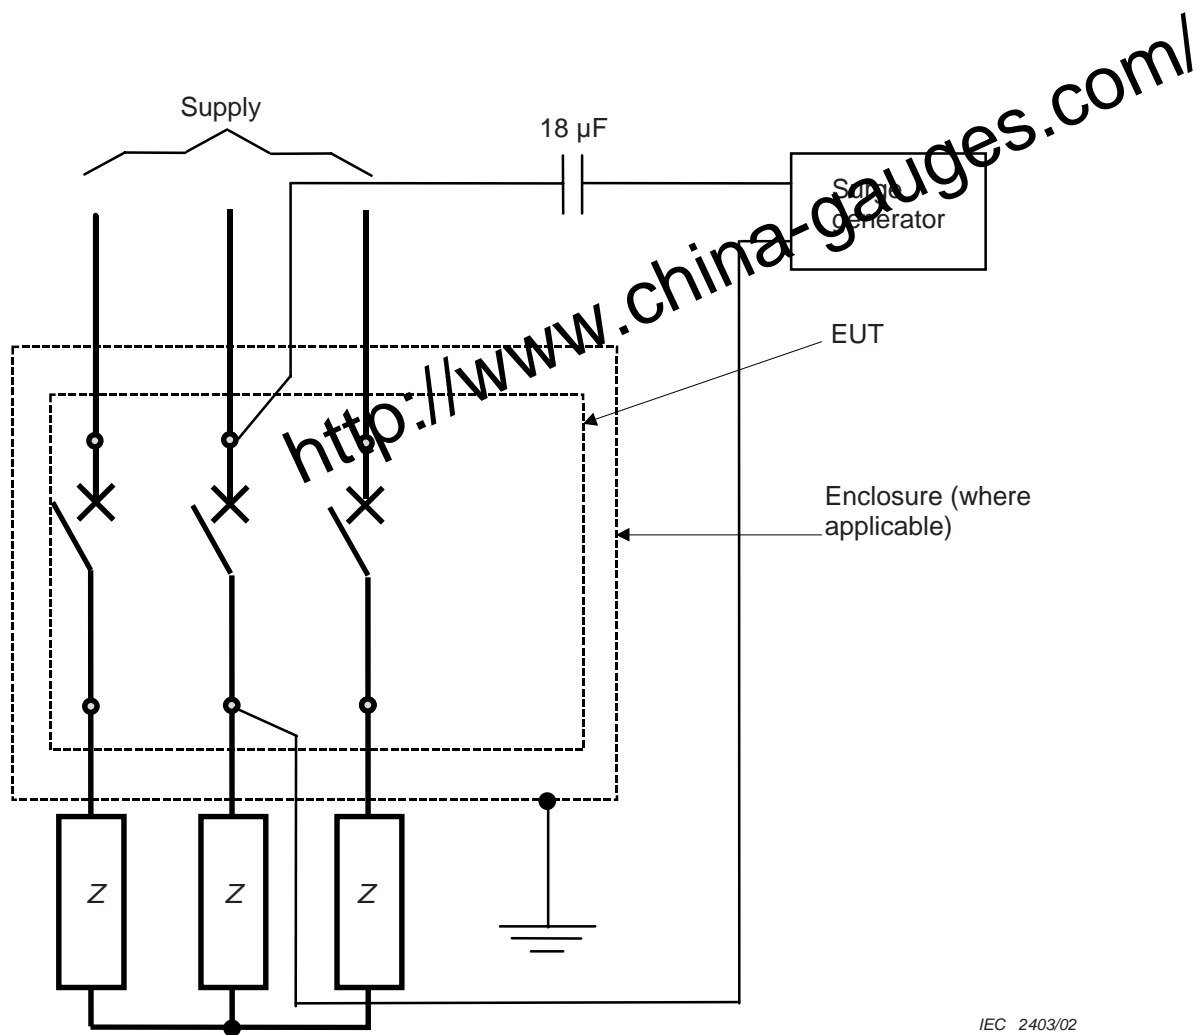 Supply
18 µF
http://www.china-gauges.com/
Surge
generator
EUT
Enclosure (where
applicable)
Z
Z
Z
IEC 2403/02